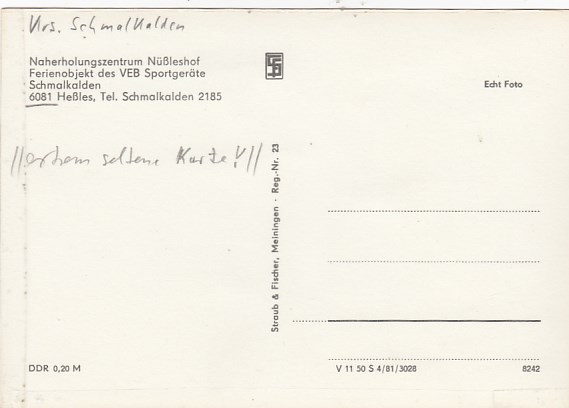 Krs. Schmalkalden
Naherholungszentrum Nüßleshof
Ferienobjekt des VEB Sportgeräte
Schmalkalden
6081 Heßles, Tel. Schmalkalden 2185
Echt Foto
//extrem seltene Karte!//
Straub & Fischer, Meiningen · Reg.-Nr. 23
DDR 0,20 M
V 11 50 S 4/81/3028
8242